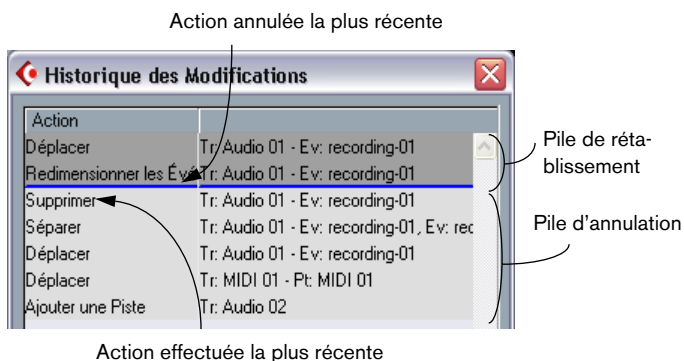 Action annulée la plus récente
Historique des Modifications
Action
Déplacer Tr: Audio 01 - Ev: recording-01
Redimensionner les Évé Tr: Audio 01 - Ev: recording-01
Supprimer Tr: Audio 01 - Ev: recording-01
Séparer Tr: Audio 01 - Ev: recording-01, Ev: rec
Déplacer Tr: Audio 01 - Ev: recording-01
Déplacer Tr: MIDI 01 - Pt: MIDI 01
Ajouter une Piste Tr: Audio 02
Pile de réta-
blissement
Pile d'annulation
Action effectuée la plus récente